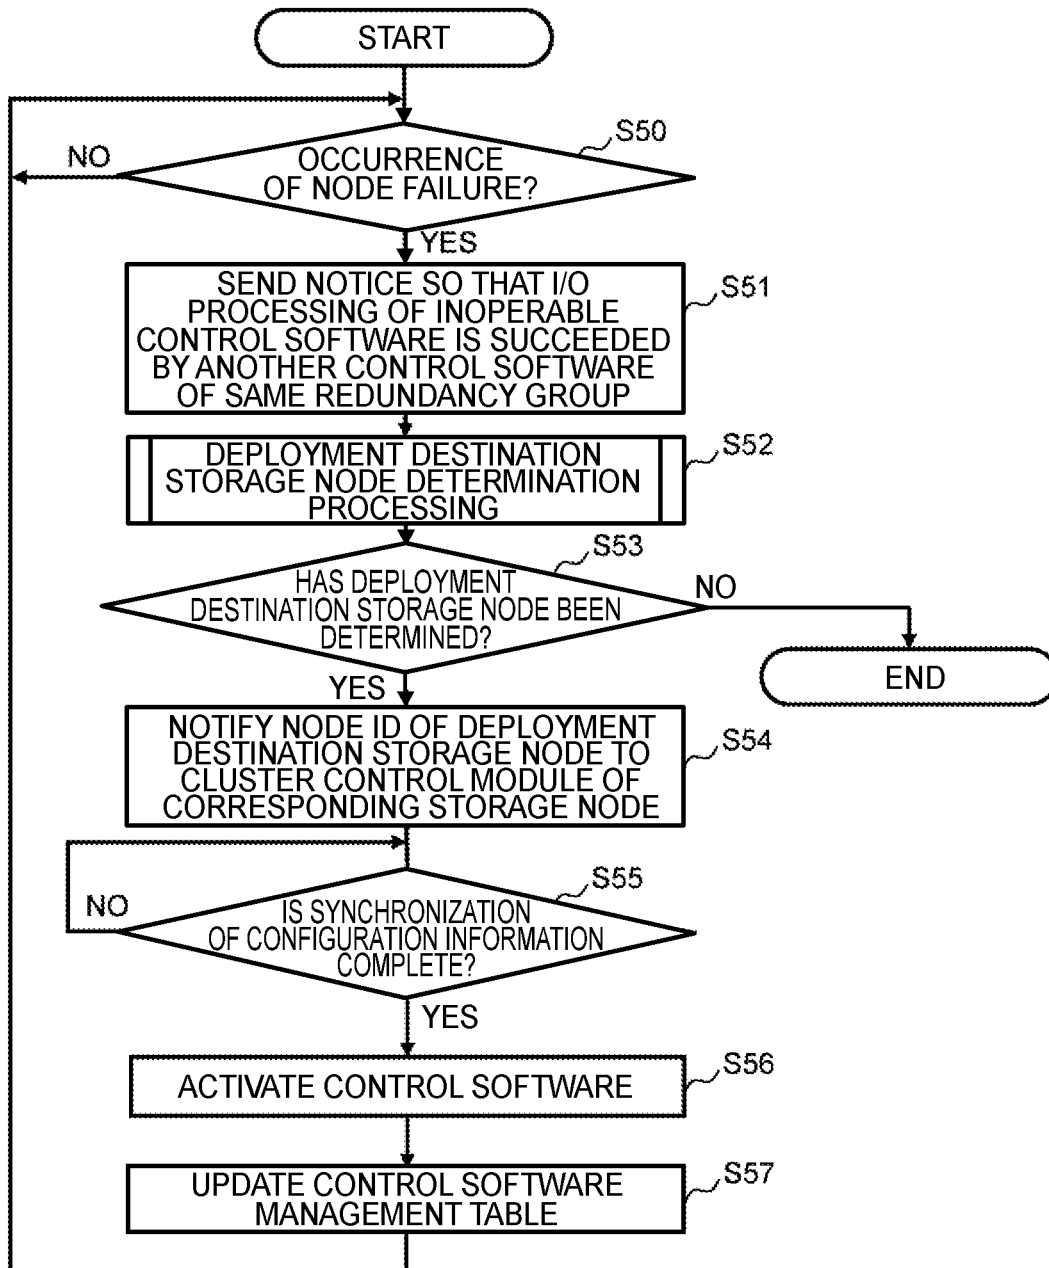 START
S50
NO
OCCURRENCE
OF NODE FAILURE?
YES
SEND NOTICE SO THAT I/O
PROCESSING OF INOPERABLE
CONTROL SOFTWARE IS SUCCEEDED
BY ANOTHER CONTROL SOFTWARE
OF SAME REDUNDANCY GROUP
S51
DEPLOYMENT DESTINATION
STORAGE NODE DETERMINATION
PROCESSING
S52
S53
HAS DEPLOYMENT
DESTINATION STORAGE NODE BEEN
DETERMINED?
NO
END
YES
NOTIFY NODE ID OF DEPLOYMENT
DESTINATION STORAGE NODE TO
CLUSTER CONTROL MODULE OF
CORRESPONDING STORAGE NODE
S54
S55
NO
IS SYNCHRONIZATION
OF CONFIGURATION INFORMATION
COMPLETE?
YES
ACTIVATE CONTROL SOFTWARE
S56
UPDATE CONTROL SOFTWARE
MANAGEMENT TABLE
S57